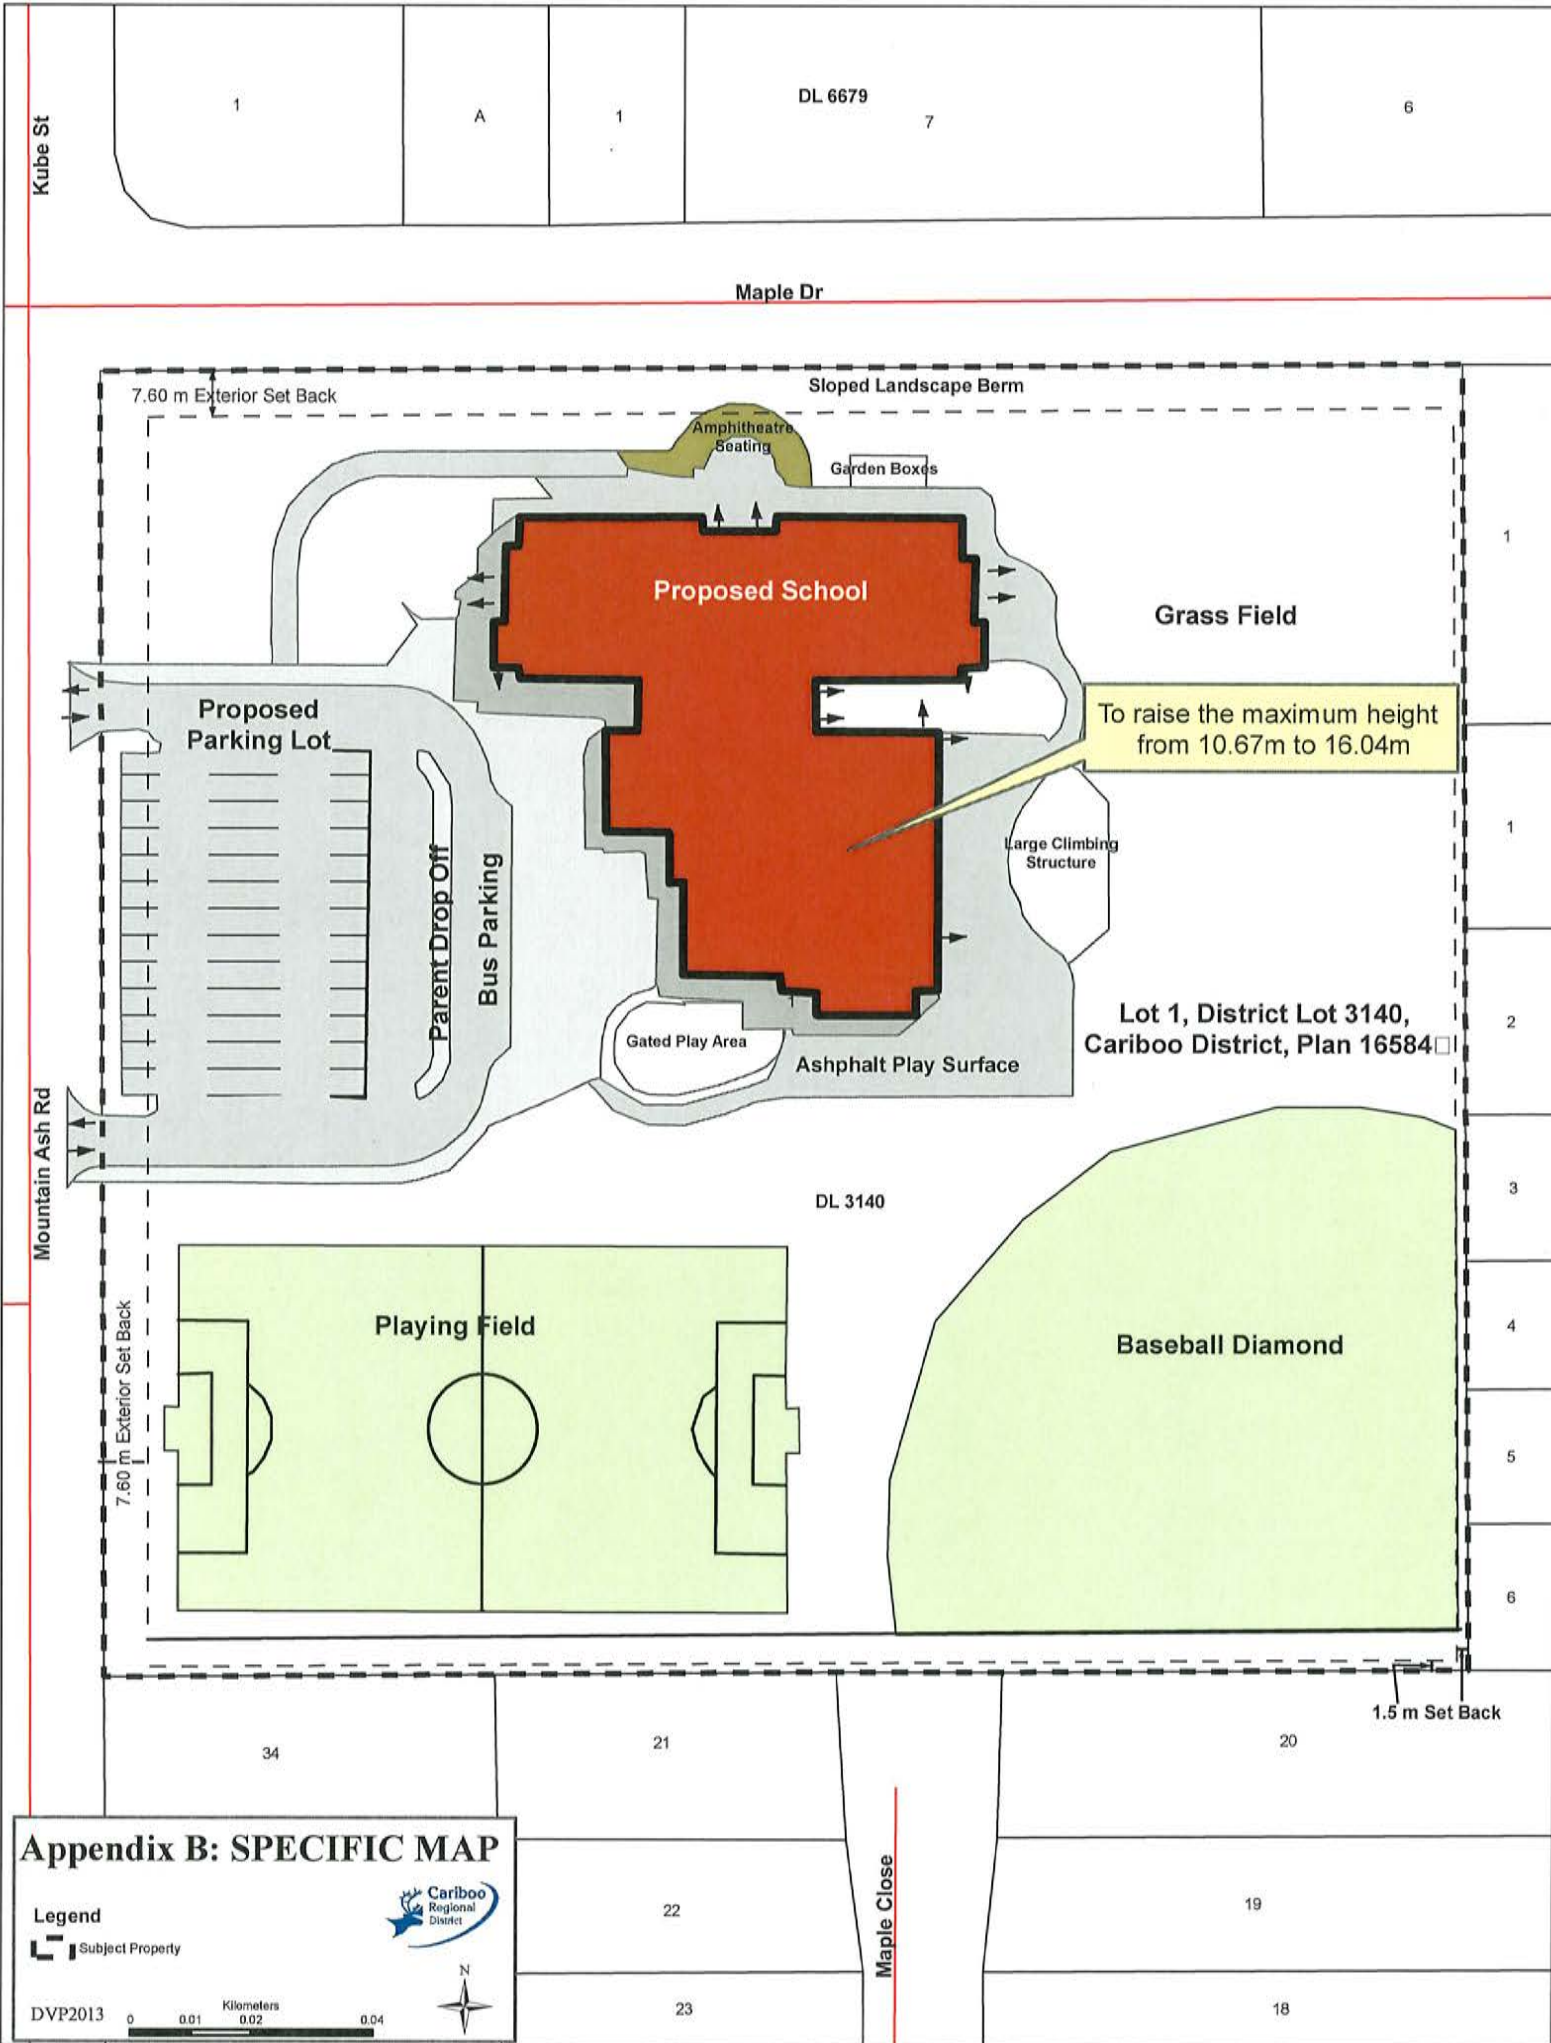 Kube St
1
A
1
DL 6679
7
6
Maple Dr
7.60 m Exterior Set Back
Sloped Landscape Berm
Amphitheatre
Seating
Garden Boxes
Proposed School
Grass Field
1
To raise the maximum height
from 10.67m to 16.04m
Proposed
Parking Lot
Parent Drop Off
Bus Parking
Large Climbing
Structure
1
Lot 1, District Lot 3140,
Cariboo District, Plan 16584
2
Gated Play Area
Ashphalt Play Surface
Mountain Ash Rd
DL 3140
3
Playing Field
Baseball Diamond
4
7.60 m Exterior Set Back
5
6
1.5 m Set Back
34
21
20
22
Maple Close
19
23
18
Appendix B: SPECIFIC MAP
Cariboo
Regional
District
Legend
Subject Property
N
DVP2013
Kilometers
0 0.01 0.02 0.04